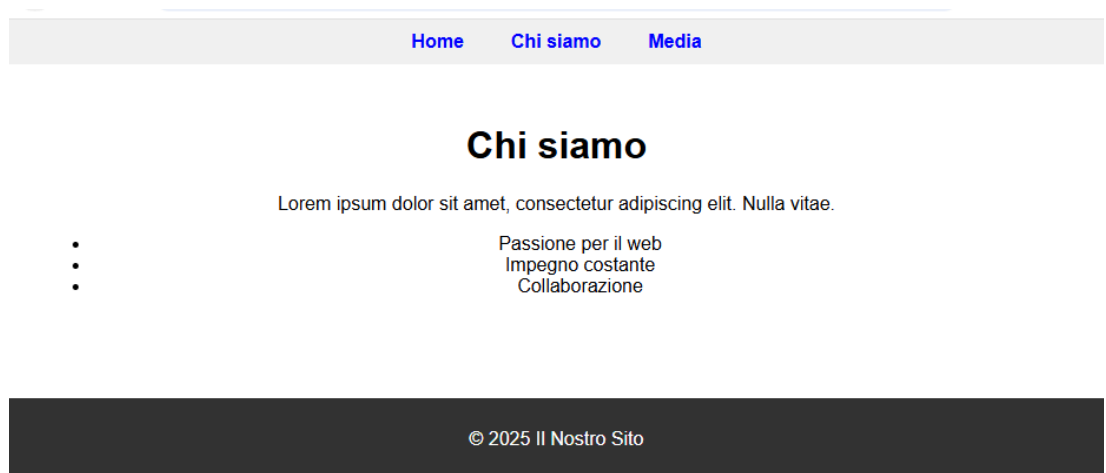 Home Chi siamo Media
Chi siamo
Lorem ipsum dolor sit amet, consectetur adipiscing elit. Nulla vitae.
• Passione per il web
• Impegno costante
• Collaborazione
© 2025 Il Nostro Sito